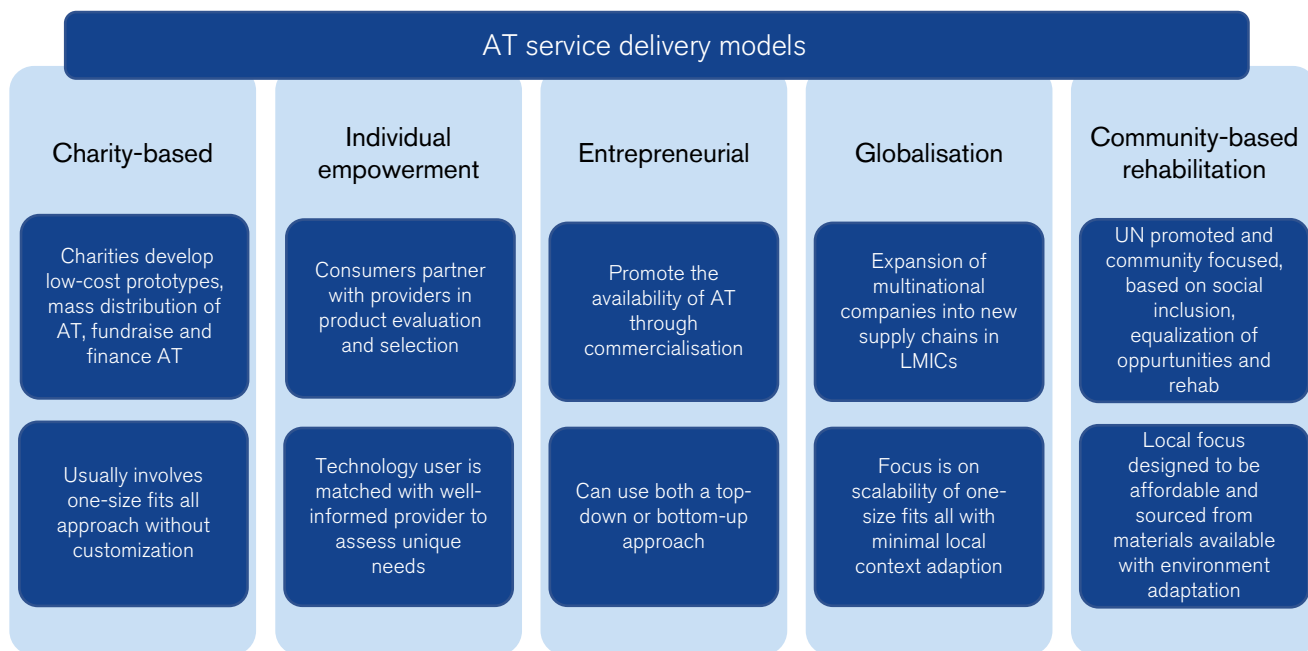 AT service delivery models
Charity-based
Charities develop
low-cost prototypes,
mass distribution of
AT, fundraise and
finance AT
Usually involves
one-size fits all
approach without
customization
Individual
empowerment
Consumers partner
with providers in
product evaluation
and selection
Technology user is
matched with well-
informed provider to
assess unique
needs
Entrepreneurial
Promote the
availability of AT
through
commercialisation
Can use both a top-
down or bottom-up
approach
Globalisation
Expansion of
multinational
companies into new
supply chains in
LMICs
Focus is on
scalability of one-
size fits all with
minimal local
context adaption
Community-based
rehabilitation
UN promoted and
community focused,
based on social
inclusion,
equalization of
oppurtunities and
rehab
Local focus
designed to be
affordable and
sourced from
materials available
with environment
adaptation